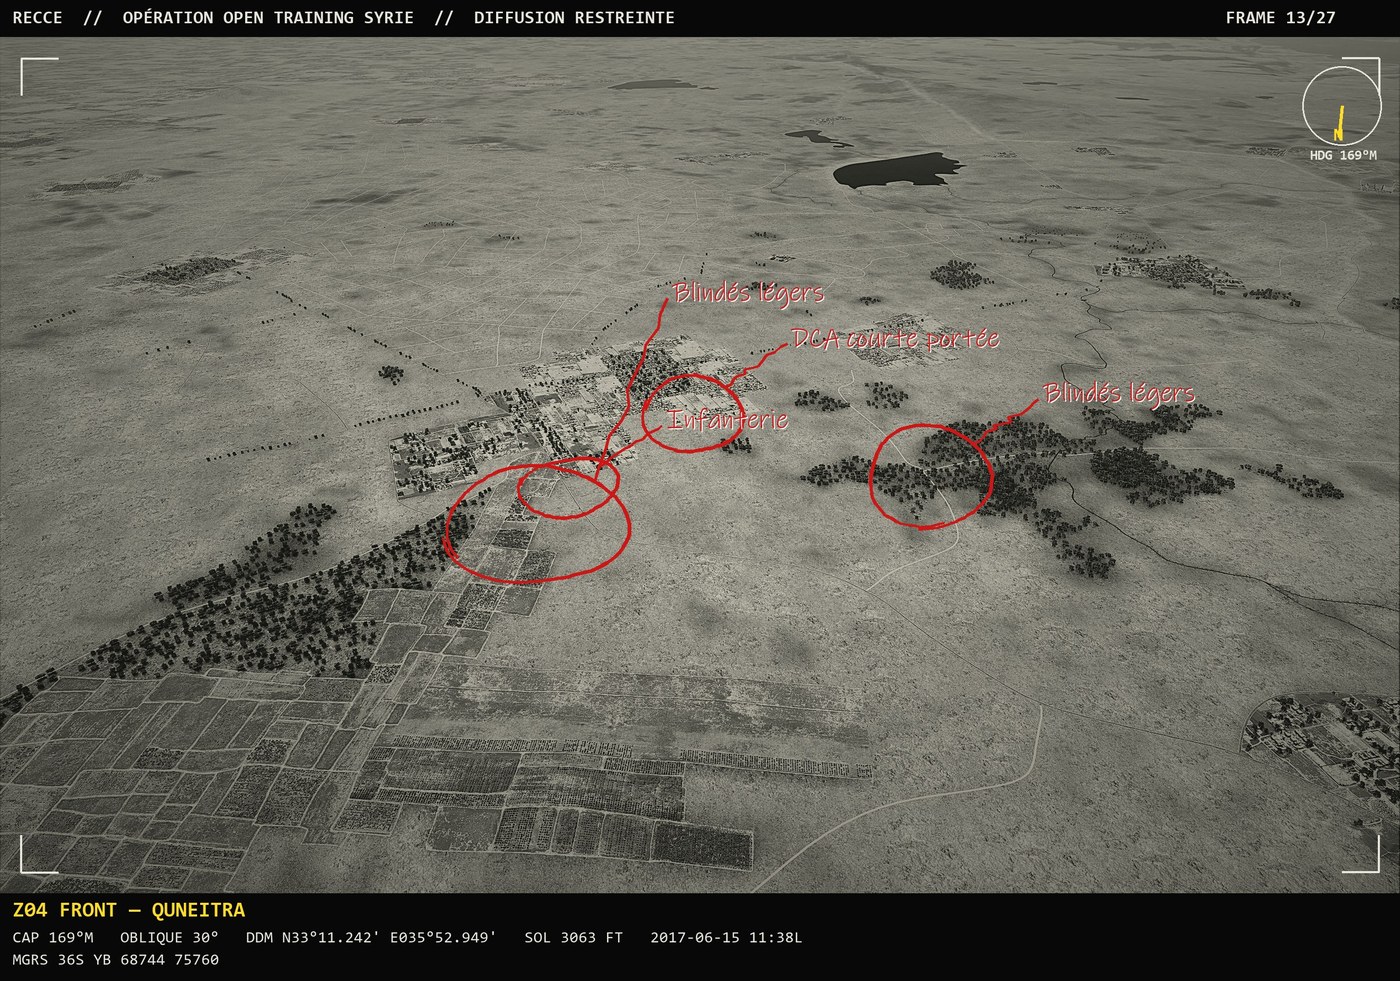 RECCE // OPÉRATION OPEN TRAINING SYRIE // DIFFUSION RESTREINTE
FRAME 13/27
N
HDG 169°M
Blindés légers
DCA courte portée
Blindés légers
Infanterie
Z04 FRONT — QUNEITRA
CAP 169°M OBLIQUE 30° DDM N33°11.242' E035°52.949' SOL 3063 FT 2017-06-15 11:38L
MGRS 36S YB 68744 75760